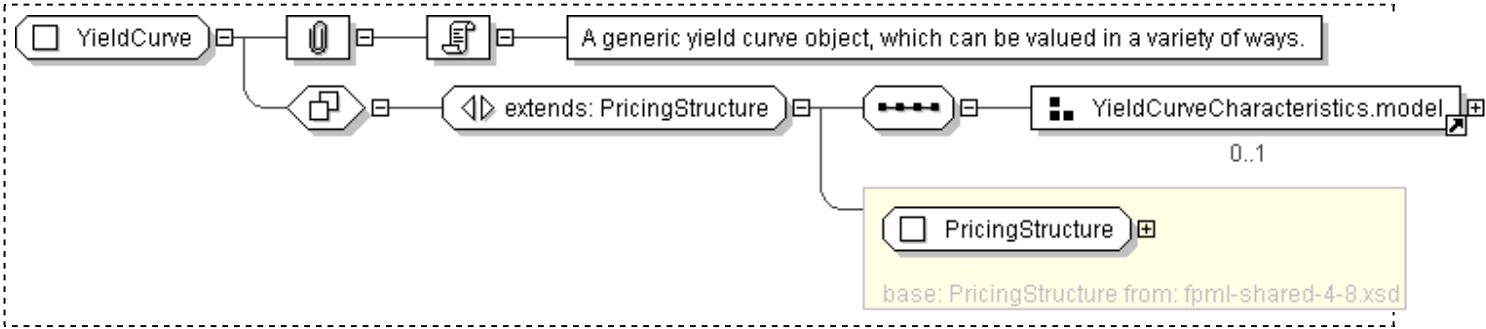 YieldCurve
A generic yield curve object, which can be valued in a variety of ways.
extends: PricingStructure
YieldCurveCharacteristics.model
0..1
PricingStructure
base: PricingStructure from: fpml-shared-4-8.xsd